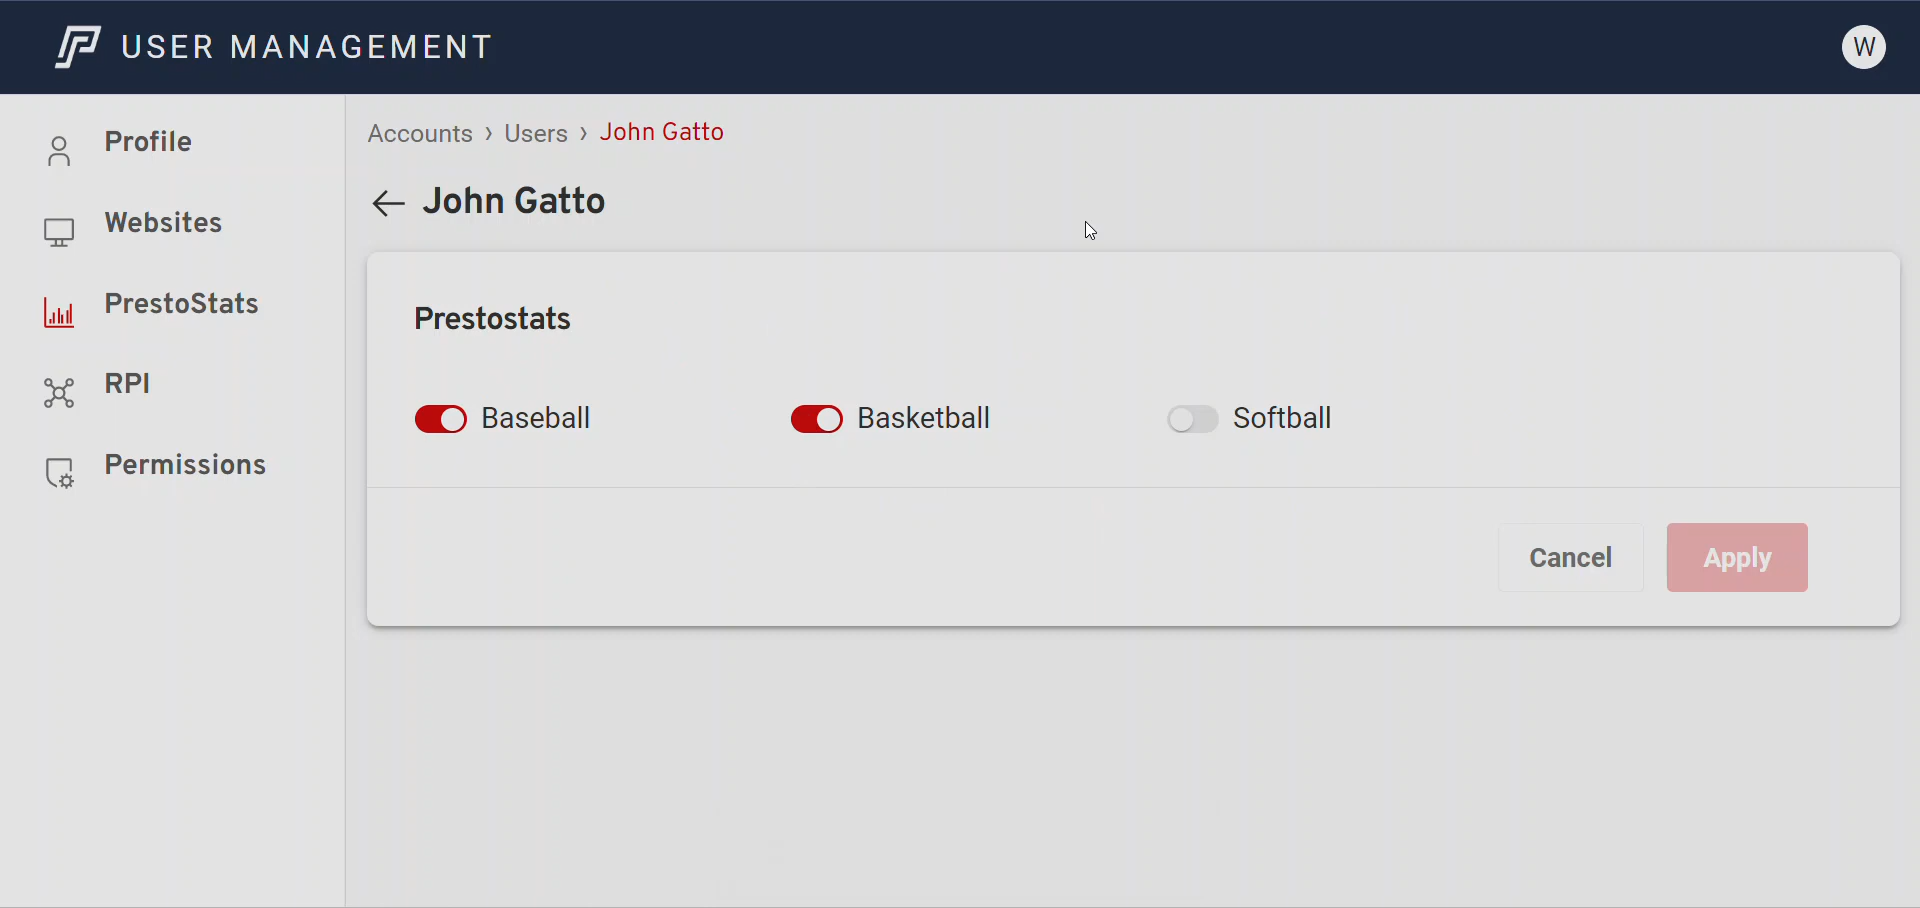 USER MANAGEMENT
W
Profile
Websites
PrestoStats
RPI
Permissions
Accounts › Users › John Gatto
John Gatto
Prestostats
Baseball
Basketball
Softball
Cancel
Apply